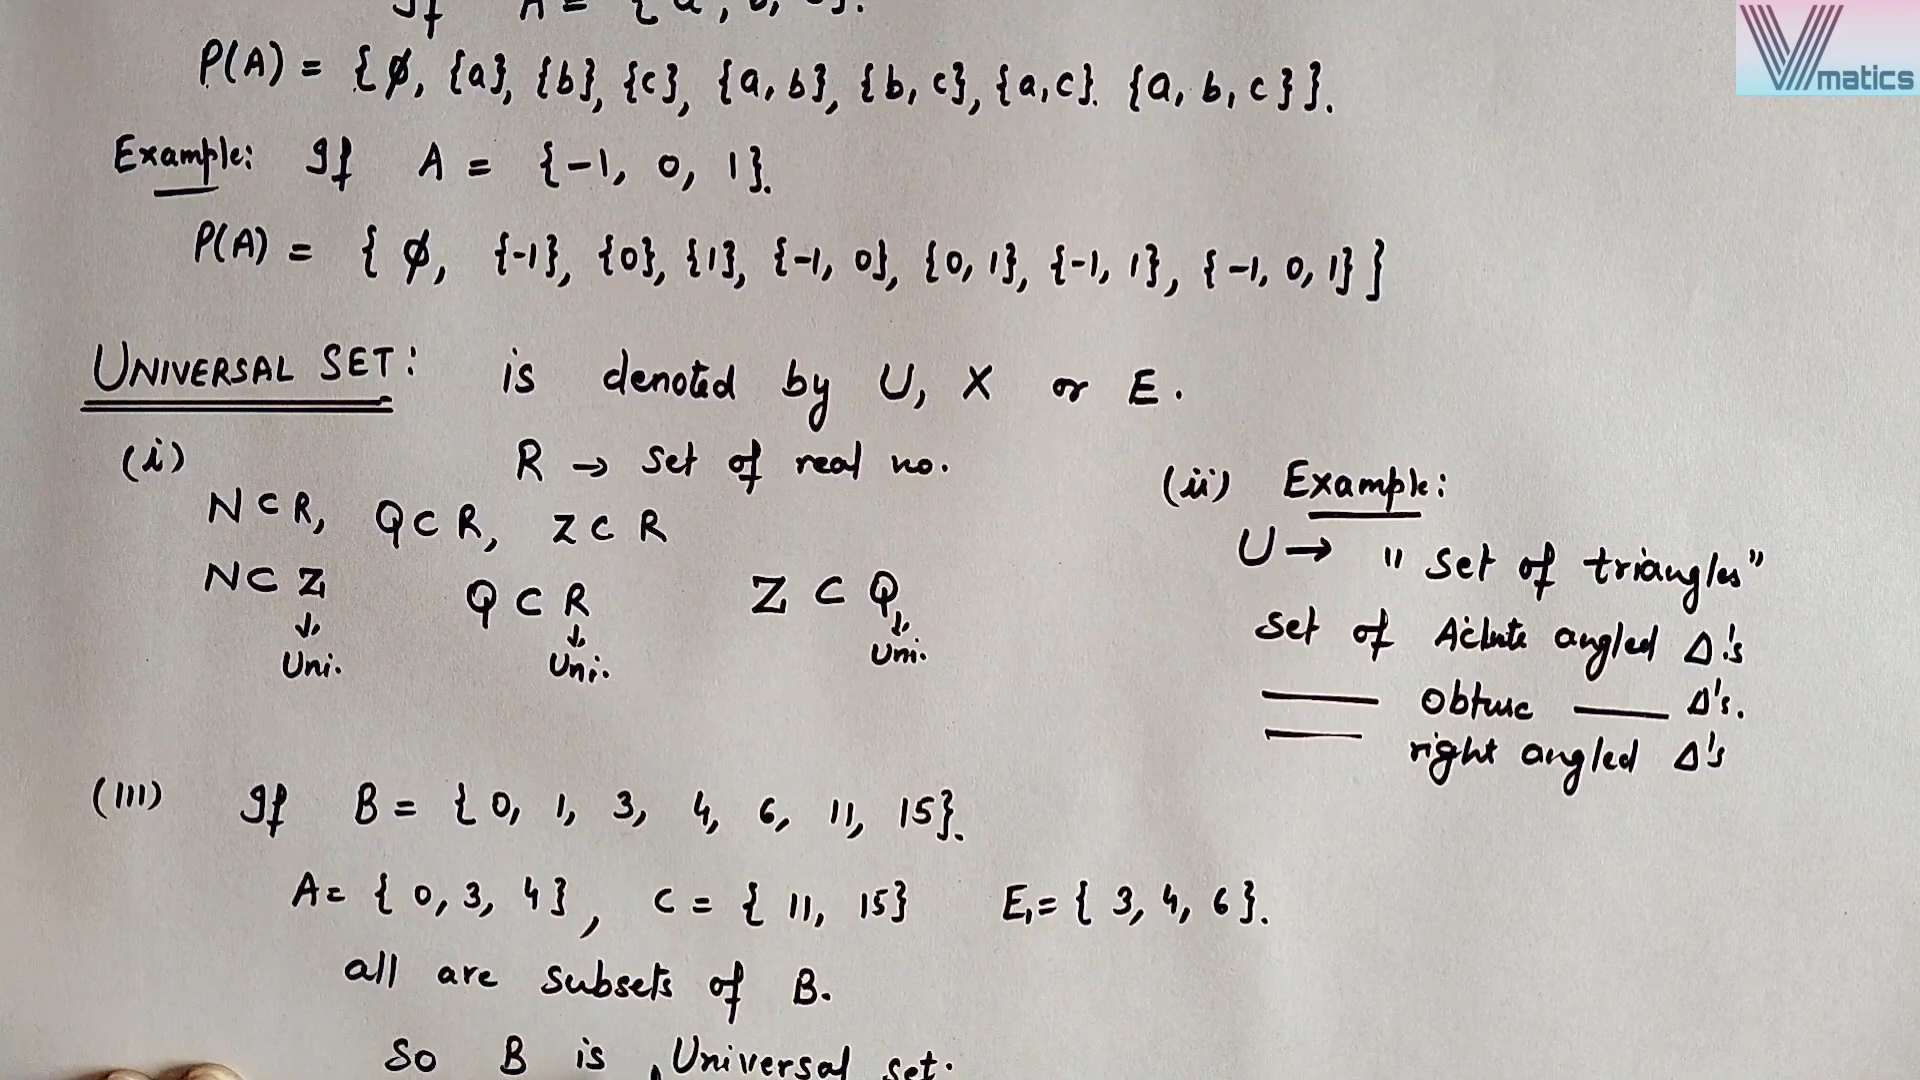 If A = {a, b, c}.
P(A) = {ϕ, {a}, {b}, {c}, {a, b}, {b, c}, {a,c}. {a, b, c}}.
Example: If A = {-1, 0, 1}.
P(A) = { ϕ, {-1}, {0}, {1}, {-1, 0}, {0, 1}, {-1, 1}, {-1, 0, 1}}
UNIVERSAL SET: is denoted by U, X or E.
(i) R → set of real no.
N ⊂ R, Q ⊂ R, Z ⊂ R
N ⊂ Z Q ⊂ R Z ⊂ Q
↓ ↓ ↓
Uni. Uni. Uni.
(ii) Example:
U → " set of triangles"
set of Acute angled Δ's
—— obtuse —— Δ's.
—— right angled Δ's
(III) If B = { 0, 1, 3, 4, 6, 11, 15}.
A = { 0, 3, 4}, C = { 11, 15} E₁ = { 3, 4, 6}.
all are subsets of B.
So B is Universal set.
Vmatics